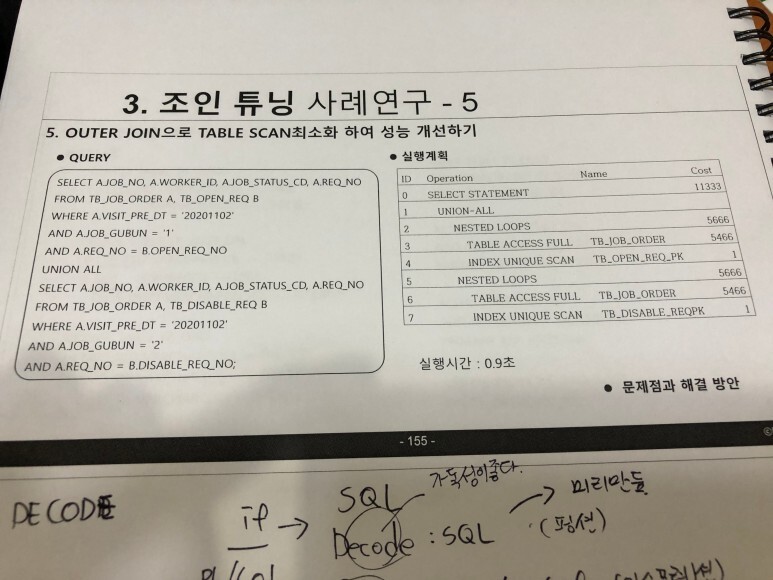 3. 조인 튜닝 사례연구 - 5
5. OUTER JOIN으로 TABLE SCAN최소화 하여 성능 개선하기
● QUERY
SELECT A.JOB_NO, A.WORKER_ID, A.JOB_STATUS_CD, A.REQ_NO
FROM TB_JOB_ORDER A, TB_OPEN_REQ B
WHERE A.VISIT_PRE_DT = '20201102'
AND A.JOB_GUBUN = '1'
AND A.REQ_NO = B.OPEN_REQ_NO
UNION ALL
SELECT A.JOB_NO, A.WORKER_ID, A.JOB_STATUS_CD, A.REQ_NO
FROM TB_JOB_ORDER A, TB_DISABLE_REQ B
WHERE A.VISIT_PRE_DT = '20201102'
AND A.JOB_GUBUN = '2'
AND A.REQ_NO = B.DISABLE_REQ_NO;
● 실행계획
ID Operation Name Cost
0 SELECT STATEMENT 11333
1 UNION-ALL
2 NESTED LOOPS 5666
3 TABLE ACCESS FULL TB_JOB_ORDER 5466
4 INDEX UNIQUE SCAN TB_OPEN_REQ_PK 1
5 NESTED LOOPS 5666
6 TABLE ACCESS FULL TB_JOB_ORDER 5466
7 INDEX UNIQUE SCAN TB_DISABLE_REQPK 1
실행시간 : 0.9초
● 문제점과 해결 방안
- 155 -
가독성이좋다.
DECODE if → SQL
Decode : SQL → 미리만듦
(펑션)